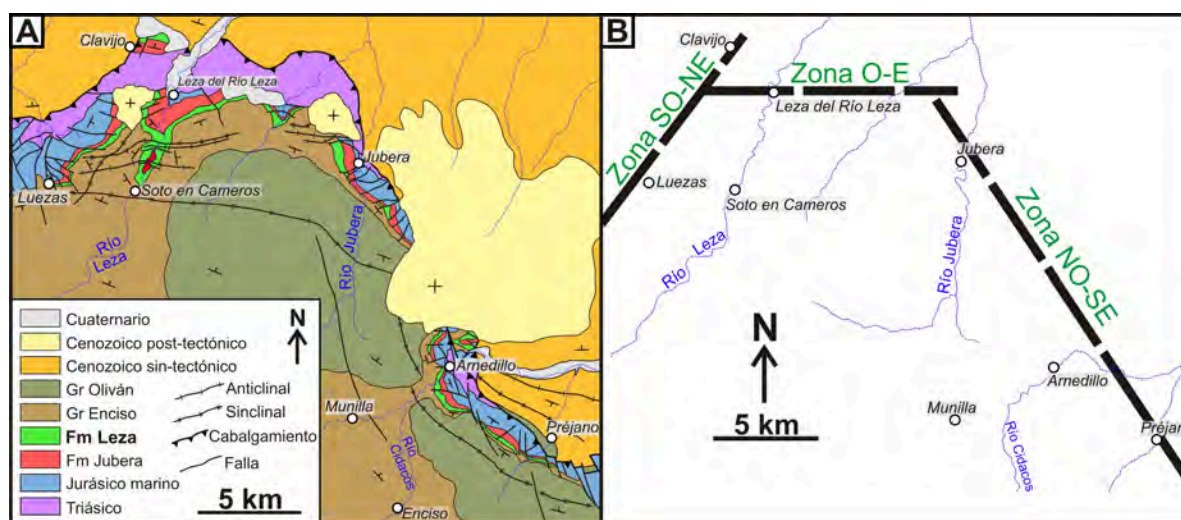 A
Clavijo
Leza del Río Leza
Jubera
Luezas
Soto en Cameros
Río
Leza
Río Jubera
Arnedillo
Munilla
Préjano
Río
Cidacos
Enciso
Cuaternario
Cenozoico post-tectónico
Cenozoico sin-tectónico
Gr Oliván
Gr Enciso
Fm Leza
Fm Jubera
Jurásico marino
Triásico
N
Anticlinal
Sinclinal
Cabalgamiento
Falla
5 km
B
Clavijo
Zona SO-NE
Zona O-E
Leza del Río Leza
Jubera
Luezas
Soto en Cameros
Río Leza
Río Jubera
Zona NO-SE
N
5 km
Arnedillo
Munilla
Río Cidacos
Préjano